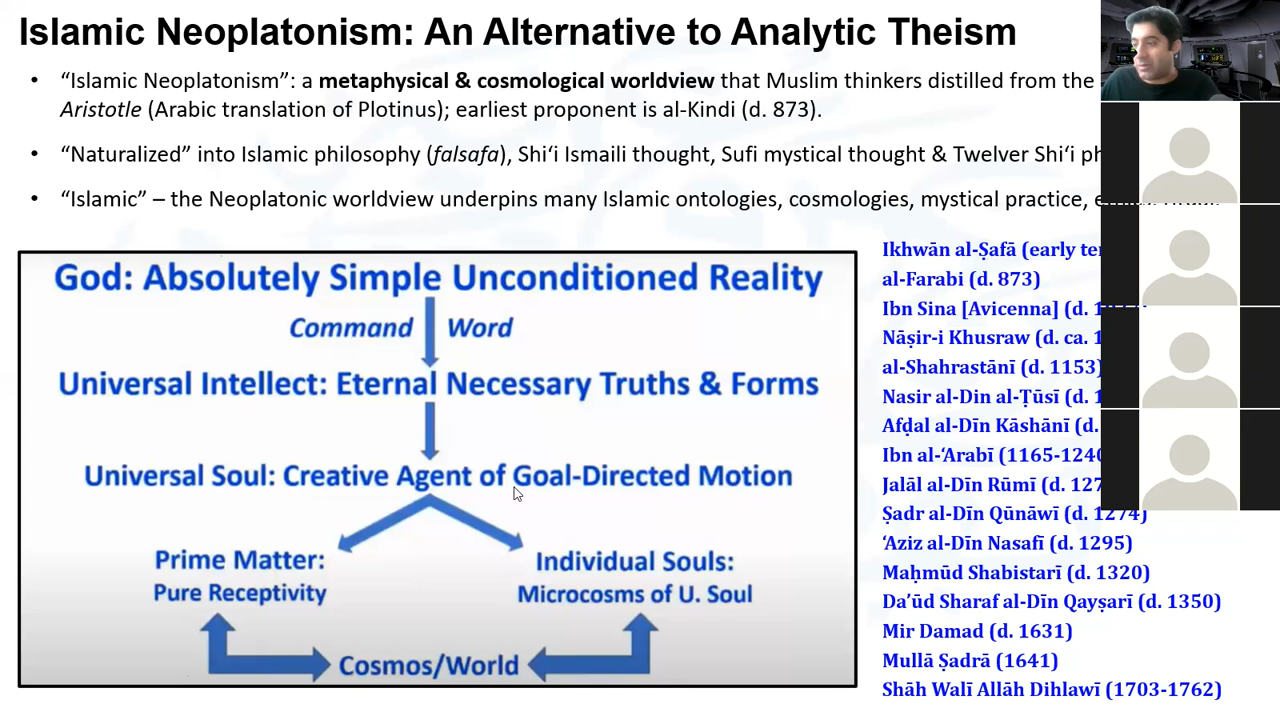 Islamic Neoplatonism: An Alternative to Analytic Theism
• “Islamic Neoplatonism”: a metaphysical & cosmological worldview that Muslim thinkers distilled from the
Aristotle (Arabic translation of Plotinus); earliest proponent is al-Kindi (d. 873).
• “Naturalized” into Islamic philosophy (falsafa), Shi‘i Ismaili thought, Sufi mystical thought & Twelver Shi‘i
• “Islamic” – the Neoplatonic worldview underpins many Islamic ontologies, cosmologies, mystical practice,
God: Absolutely Simple Unconditioned Reality
Command Word
Universal Intellect: Eternal Necessary Truths & Forms
Universal Soul: Creative Agent of Goal-Directed Motion
Prime Matter:
Pure Receptivity
Individual Souls:
Microcosms of U. Soul
Cosmos/World
Ikhwān al-Ṣafā (early
al-Farabi (d. 873)
Ibn Sina [Avicenna] (d.
Nāṣir-i Khusraw (d. ca.
al-Shahrastānī (d. 1153)
Nasir al-Din al-Ṭūsī (d.
Afḍal al-Dīn Kāshānī (d.
Ibn al-‘Arabī (1165-1240
Jalāl al-Dīn Rūmī (d.
Ṣadr al-Dīn Qūnāwī (d. 1274)
‘Aziz al-Dīn Nasafī (d. 1295)
Maḥmūd Shabistarī (d. 1320)
Da’ūd Sharaf al-Dīn Qayṣarī (d. 1350)
Mir Damad (d. 1631)
Mullā Ṣadrā (1641)
Shāh Walī Allāh Dihlawī (1703-1762)